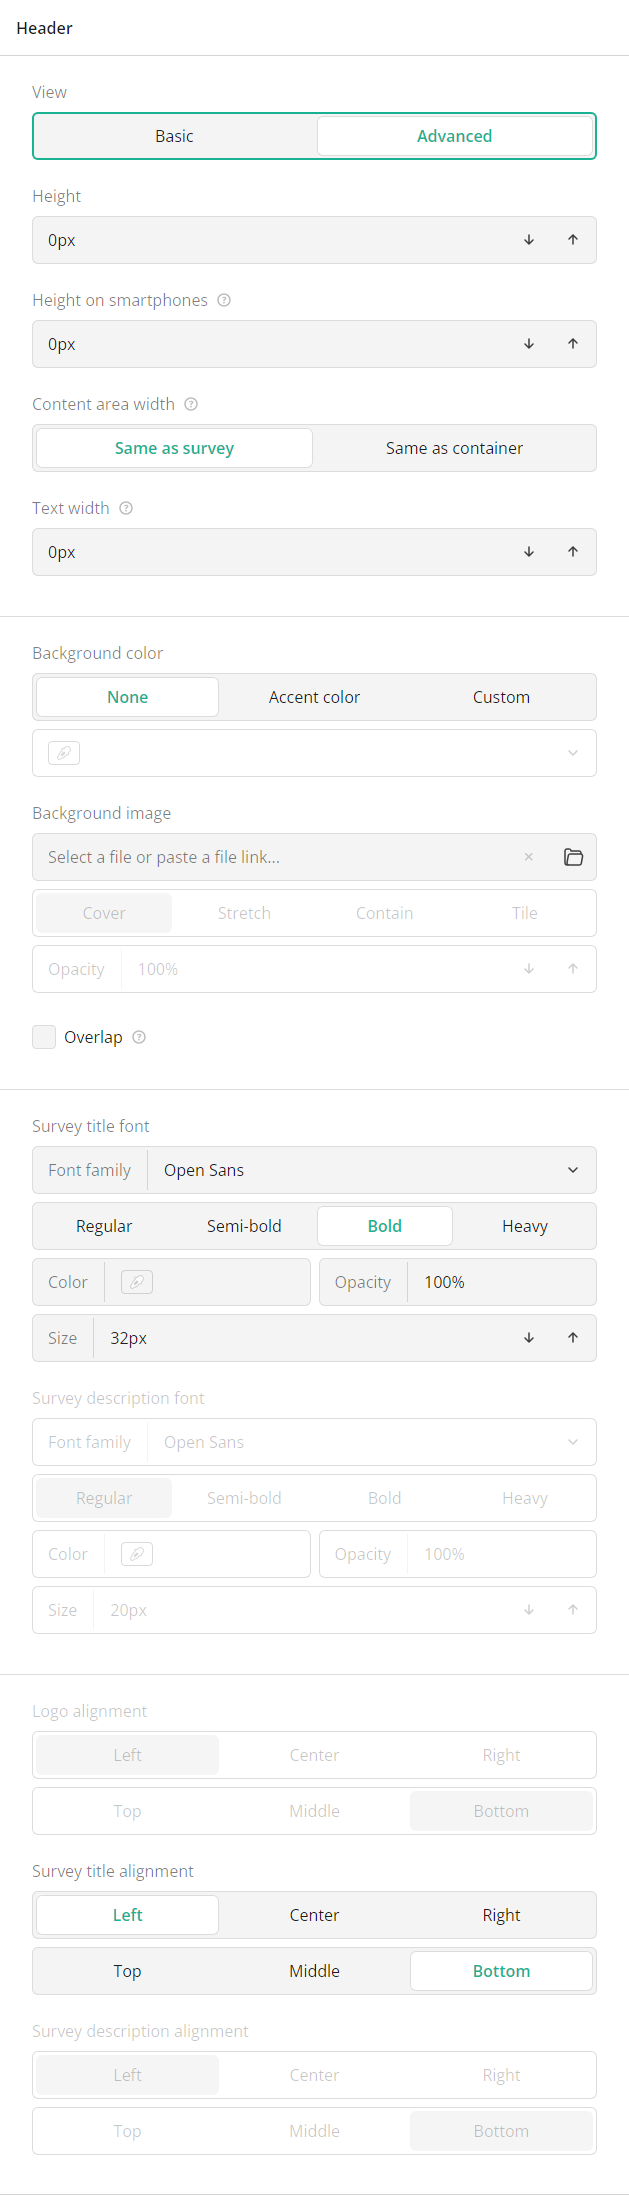 Header
View
Basic Advanced
Height
0px
Height on smartphones ?
0px
Content area width ?
Same as survey Same as container
Text width ?
0px
Background color
None Accent color Custom
Background image
Select a file or paste a file link...
Cover Stretch Contain Tile
Opacity 100%
Overlap ?
Survey title font
Font family Open Sans
Regular Semi-bold Bold Heavy
Color Opacity 100%
Size 32px
Survey description font
Font family Open Sans
Regular Semi-bold Bold Heavy
Color Opacity 100%
Size 20px
Logo alignment
Left Center Right
Top Middle Bottom
Survey title alignment
Left Center Right
Top Middle Bottom
Survey description alignment
Left Center Right
Top Middle Bottom